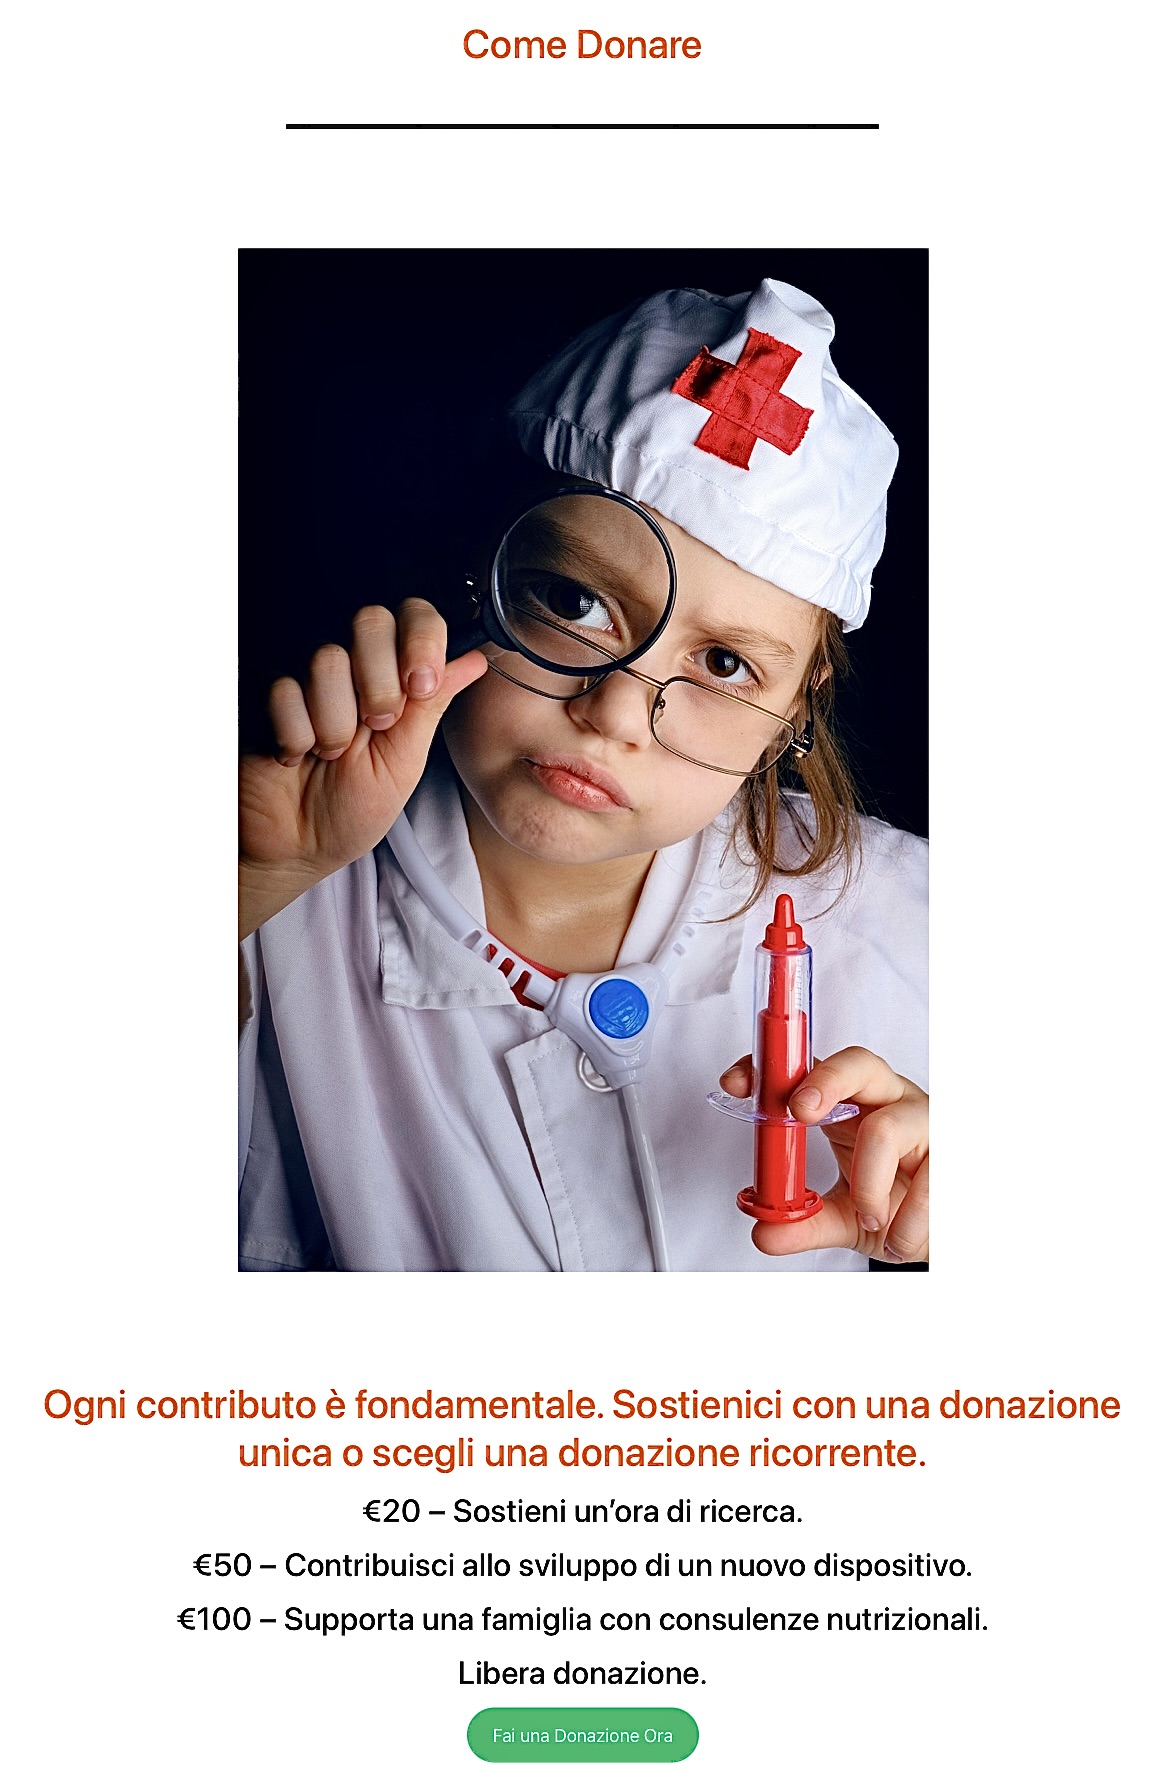 Come Donare
Ogni contributo è fondamentale. Sostienici con una donazione
unica o scegli una donazione ricorrente.
€20 – Sostieni un’ora di ricerca.
€50 – Contribuisci allo sviluppo di un nuovo dispositivo.
€100 – Supporta una famiglia con consulenze nutrizionali.
Libera donazione.
Fai una Donazione Ora